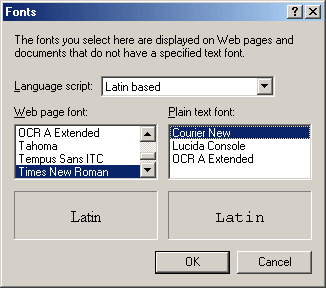 Fonts
The fonts you select here are displayed on Web pages and
documents that do not have a specified text font.
Language script: Latin based
Web page font: Plain text font:
OCR A Extended
Tahoma
Tempus Sans ITC
Times New Roman
Courier New
Lucida Console
OCR A Extended
Latin Latin
OK Cancel